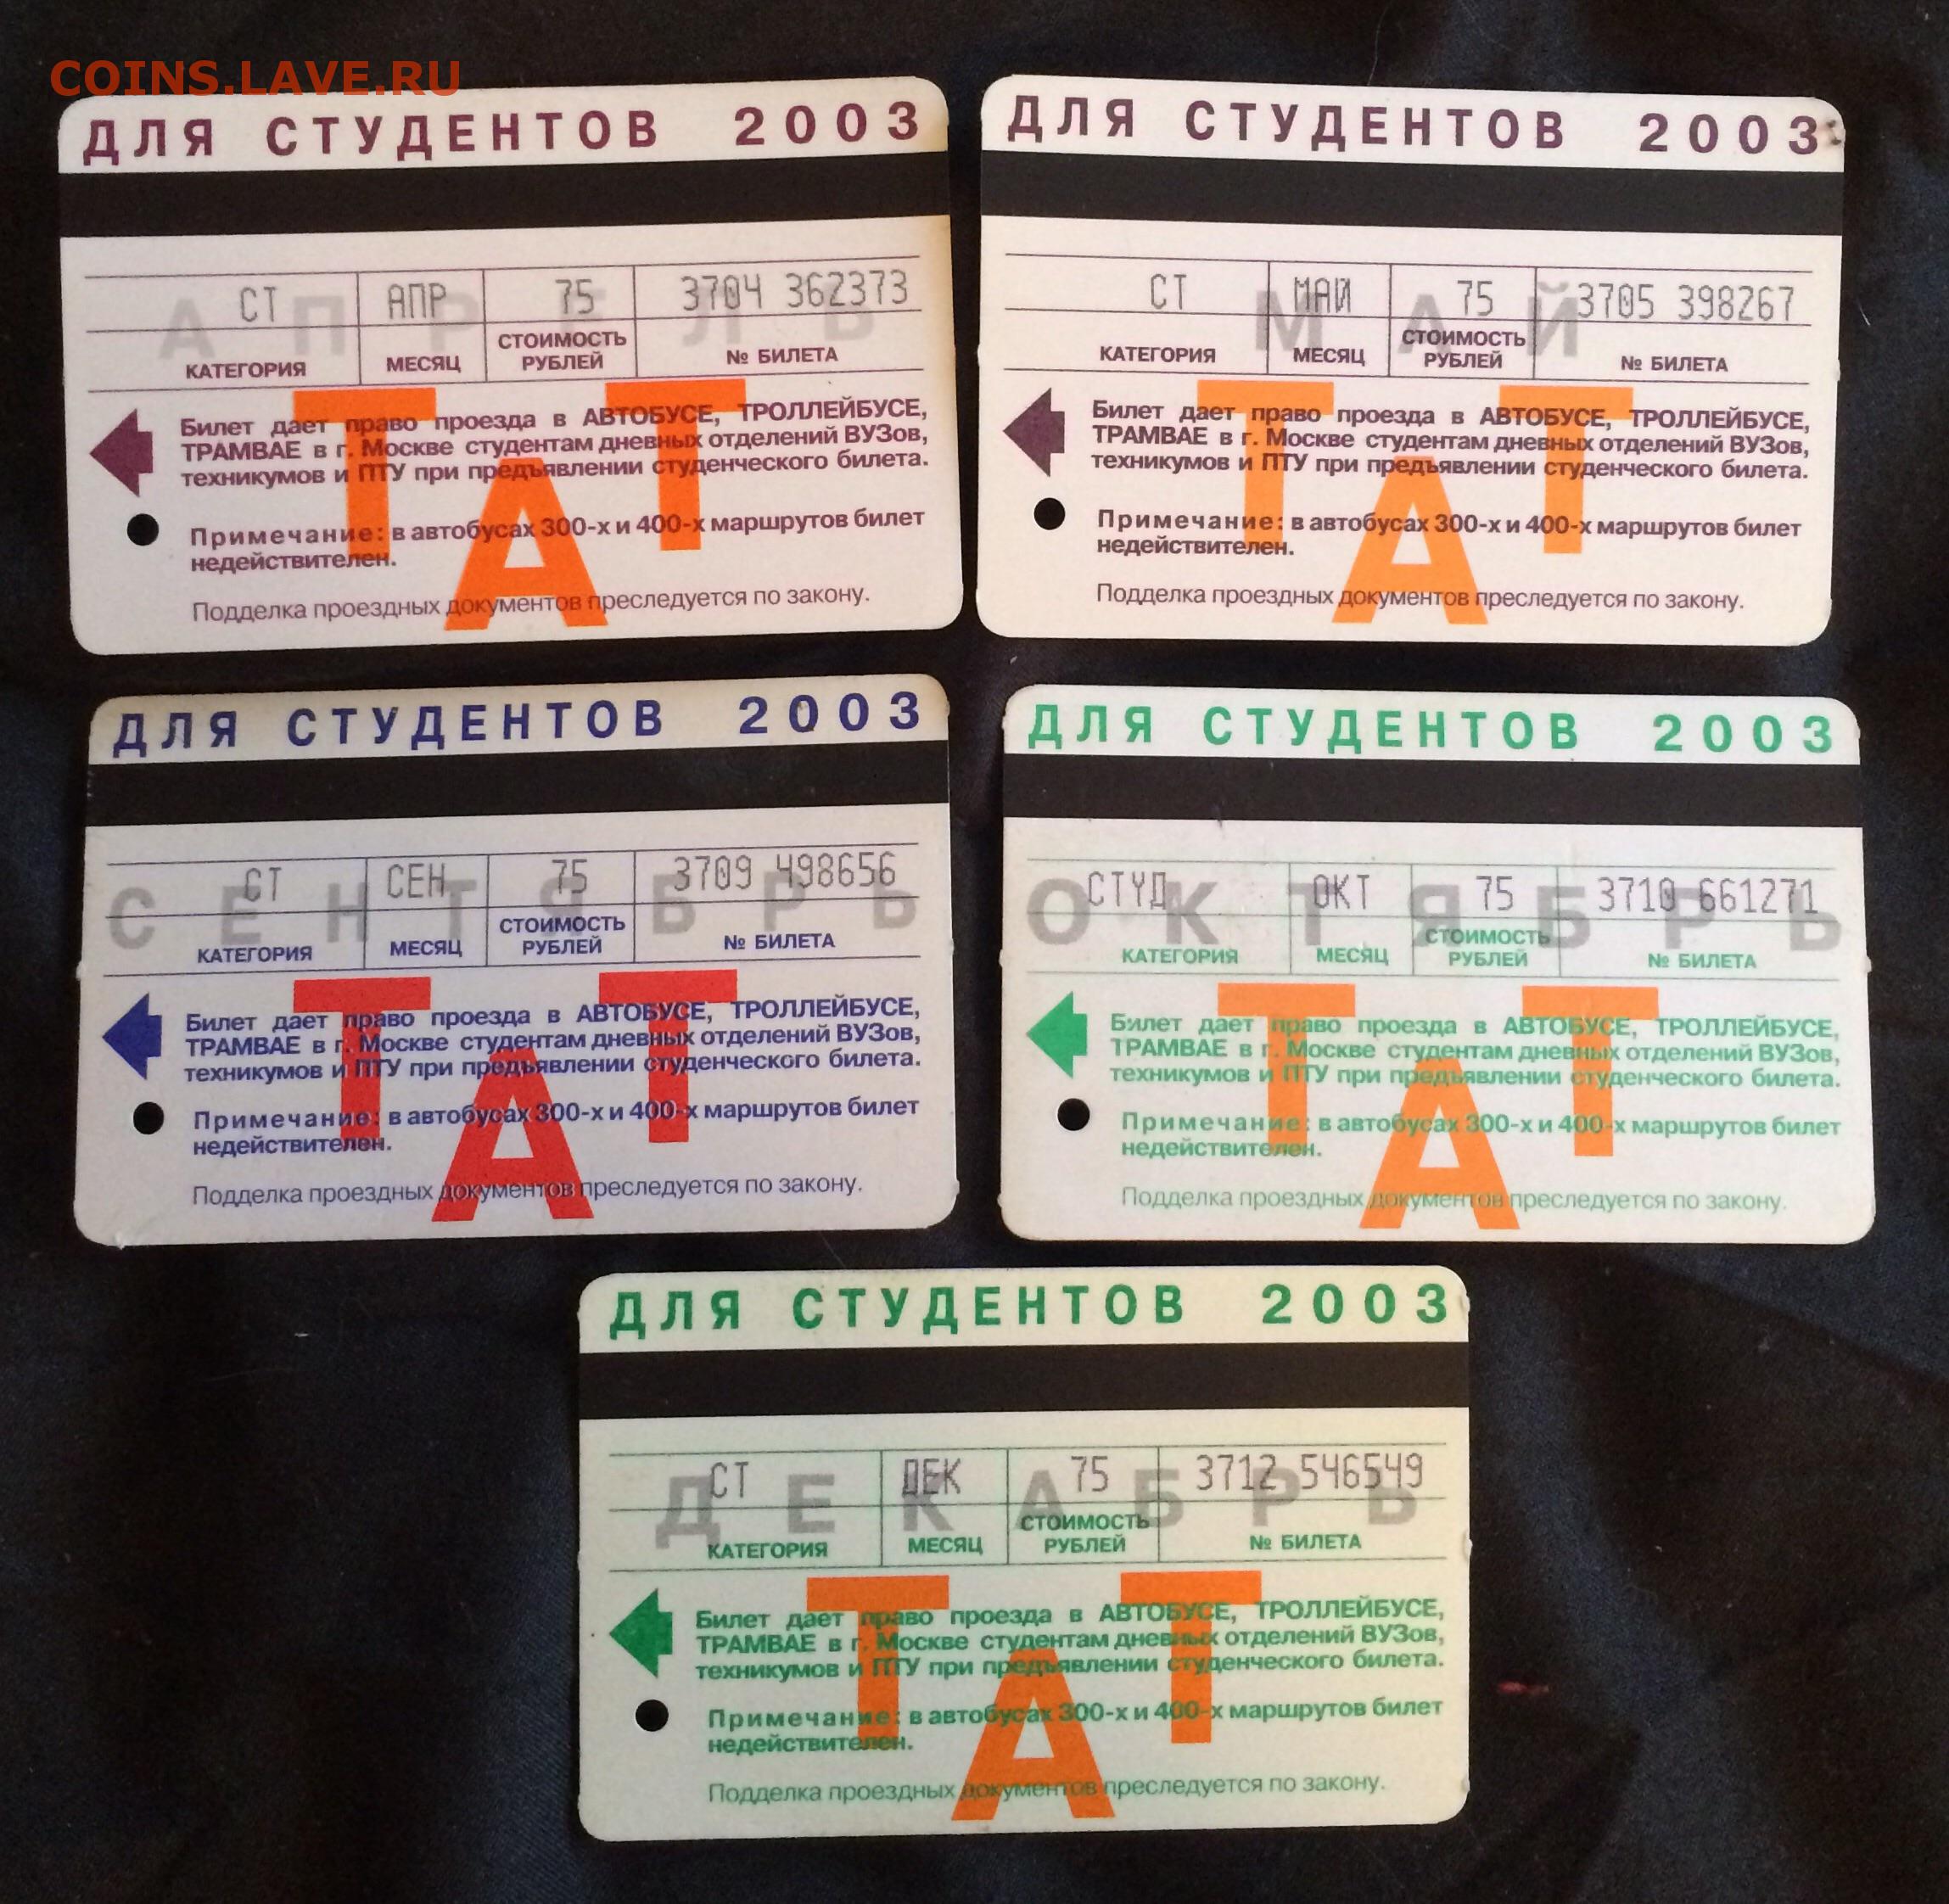 COINS.LAVE.RU
ДЛЯ СТУДЕНТОВ 2003
АПРЕЛЬ
СТ АПР 75 3704 362373
КАТЕГОРИЯ МЕСЯЦ СТОИМОСТЬ РУБЛЕЙ № БИЛЕТА
ТАТ
Билет дает право проезда в АВТОБУСЕ, ТРОЛЛЕЙБУСЕ,
ТРАМВАЕ в г. Москве студентам дневных отделений ВУЗов,
техникумов и ПТУ при предъявлении студенческого билета.
Примечание: в автобусах 300-х и 400-х маршрутов билет
недействителен.
Подделка проездных документов преследуется по закону.
ДЛЯ СТУДЕНТОВ 2003
МАЙ
СТ МАЙ 75 3705 398267
КАТЕГОРИЯ МЕСЯЦ СТОИМОСТЬ РУБЛЕЙ № БИЛЕТА
ТАТ
Билет дает право проезда в АВТОБУСЕ, ТРОЛЛЕЙБУСЕ,
ТРАМВАЕ в г. Москве студентам дневных отделений ВУЗов,
техникумов и ПТУ при предъявлении студенческого билета.
Примечание: в автобусах 300-х и 400-х маршрутов билет
недействителен.
Подделка проездных документов преследуется по закону.
ДЛЯ СТУДЕНТОВ 2003
СЕНТЯБРЬ
СТ СЕН 75 3709 498656
КАТЕГОРИЯ МЕСЯЦ СТОИМОСТЬ РУБЛЕЙ № БИЛЕТА
ТАТ
Билет дает право проезда в АВТОБУСЕ, ТРОЛЛЕЙБУСЕ,
ТРАМВАЕ в г. Москве студентам дневных отделений ВУЗов,
техникумов и ПТУ при предъявлении студенческого билета.
Примечание: в автобусах 300-х и 400-х маршрутов билет
недействителен.
Подделка проездных документов преследуется по закону.
ДЛЯ СТУДЕНТОВ 2003
ОКТЯБРЬ
СТУД ОКТ 75 3710 661271
КАТЕГОРИЯ МЕСЯЦ СТОИМОСТЬ РУБЛЕЙ № БИЛЕТА
ТАТ
Билет дает право проезда в АВТОБУСЕ, ТРОЛЛЕЙБУСЕ,
ТРАМВАЕ в г. Москве студентам дневных отделений ВУЗов,
техникумов и ПТУ при предъявлении студенческого билета.
Примечание: в автобусах 300-х и 400-х маршрутов билет
недействителен.
Подделка проездных документов преследуется по закону.
ДЛЯ СТУДЕНТОВ 2003
ДЕКАБРЬ
СТ ДЕК 75 3712 546549
КАТЕГОРИЯ МЕСЯЦ СТОИМОСТЬ РУБЛЕЙ № БИЛЕТА
ТАТ
Билет дает право проезда в АВТОБУСЕ, ТРОЛЛЕЙБУСЕ,
ТРАМВАЕ в г. Москве студентам дневных отделений ВУЗов,
техникумов и ПТУ при предъявлении студенческого билета.
Примечание: в автобусах 300-х и 400-х маршрутов билет
недействителен.
Подделка проездных документов преследуется по закону.